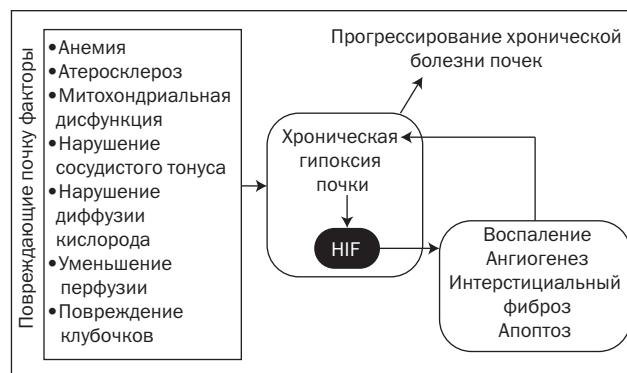 Повреждающие почку факторы
•Анемия
•Атеросклероз
•Митохондриальная
дисфункция
•Нарушение
сосудистого тонуса
•Нарушение
диффузии
кислорода
•Уменьшение
перфузии
•Повреждение
клубочков
Прогрессирование хронической
болезни почек
Хроническая
гипоксия
почки
HIF
Воспаление
Ангиогенез
Интерстициальный
фиброз
Апоптоз